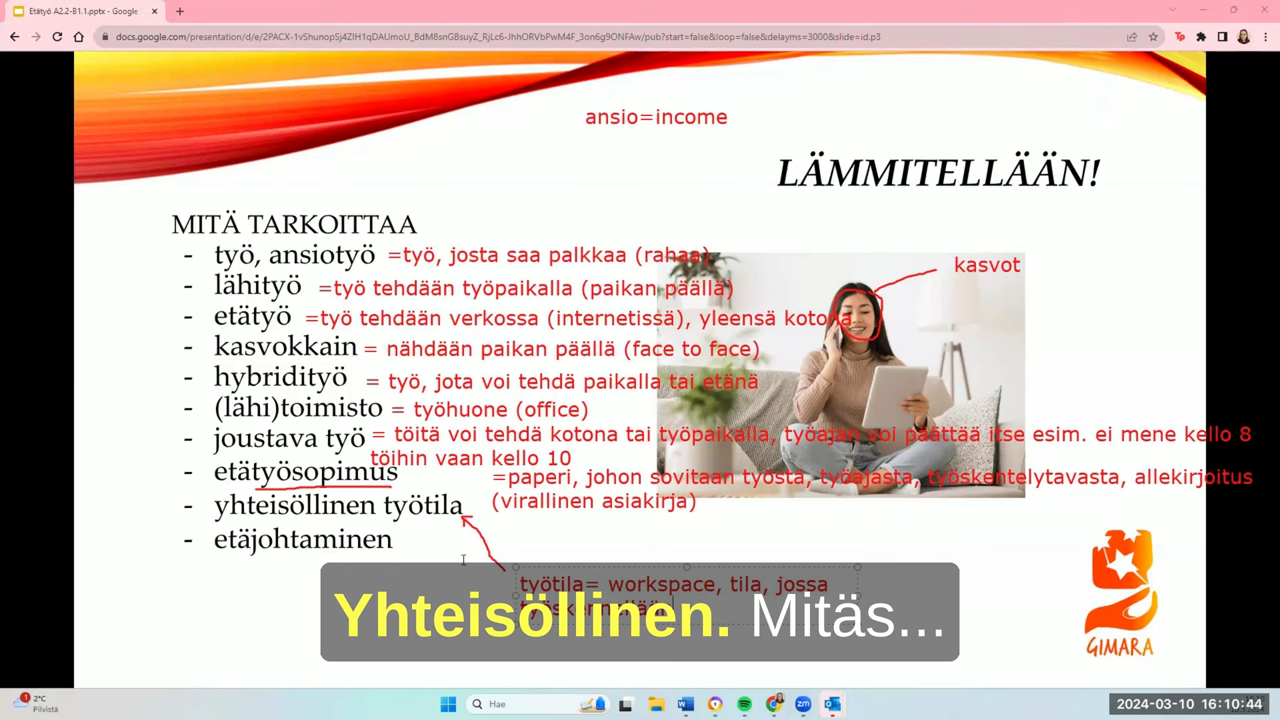 Etätyö A2.2-B1.1.pptx - Google
docs.google.com/presentation/d/e/2PACX-1vShunopSj4ZIH1qDAUmoU_BdM8snGBsuyZ_RjLc6-JhhORVbPwM4F_3on6g9ONFAw/pub?start=false&loop=false&delayms=3000&slide=id.p3
ansio=income
LÄMMITELLÄÄN!
MITÄ TARKOITTAA
- työ, ansiotyö =työ, josta saa palkkaa (rahaa)
kasvot
- lähityö =työ tehdään työpaikalla (paikan päällä)
- etätyö =työ tehdään verkossa (internetissä), yleensä kotona
- kasvokkain = nähdään paikan päällä (face to face)
- hybridityö = työ, jota voi tehdä paikalla tai etänä
- (lähi)toimisto = työhuone (office)
- joustava työ = töitä voi tehdä kotona tai työpaikalla, työajan voi päättää itse esim. ei mene kello 8
töihin vaan kello 10
- etätyösopimus =paperi, johon sovitaan työstä, työajasta, työskentelytavasta, allekirjoitus
(virallinen asiakirja)
- yhteisöllinen työtila
- etäjohtaminen
työtila= workspace, tila, jossa
Yhteisöllinen. Mitäs...
GIMARA
1
2°C
Pilvistä
Hae
2024-03-10 16:10:44